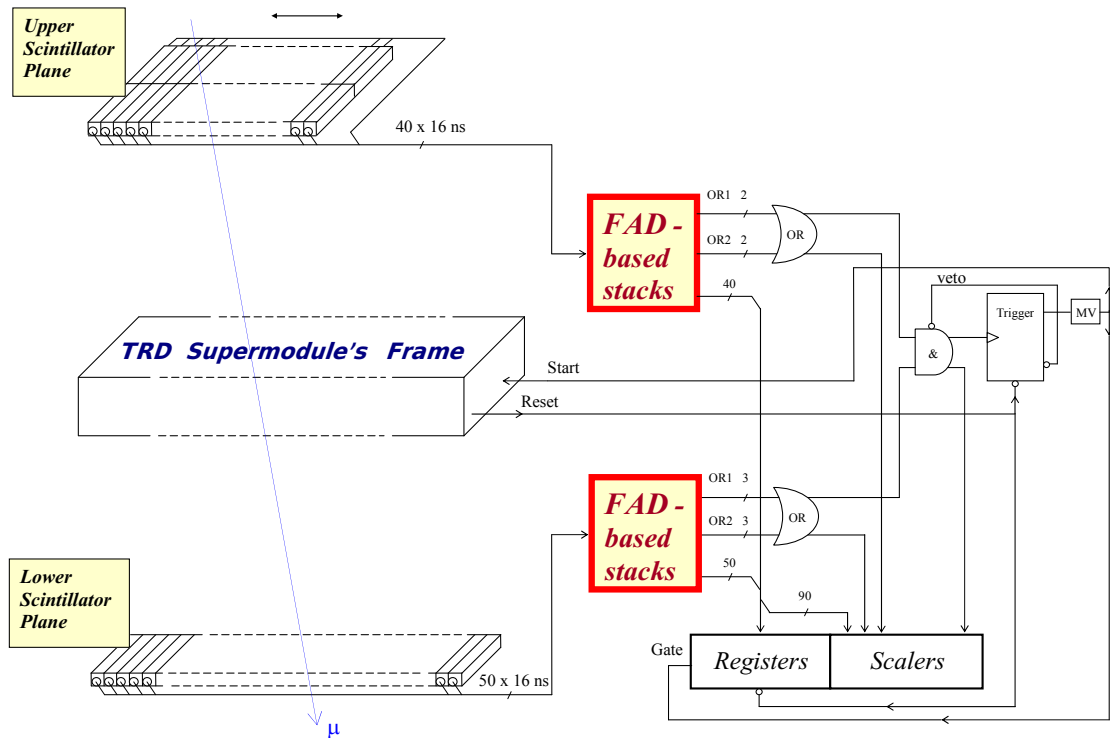 Upper
Scintillator
Plane
40 x 16 ns
FAD -
based
stacks
OR1 2
OR2 2
40
OR
veto
Trigger
MV
&
TRD Supermodule's Frame
Start
Reset
FAD -
based
stacks
OR1 3
OR2 3
50
OR
90
Lower
Scintillator
Plane
50 x 16 ns
Gate
Registers
Scalers
μ